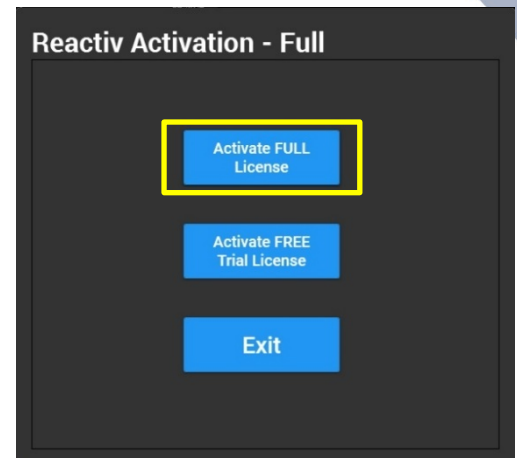 Reactiv Activation - Full
Activate FULL
License
Activate FREE
Trial License
Exit